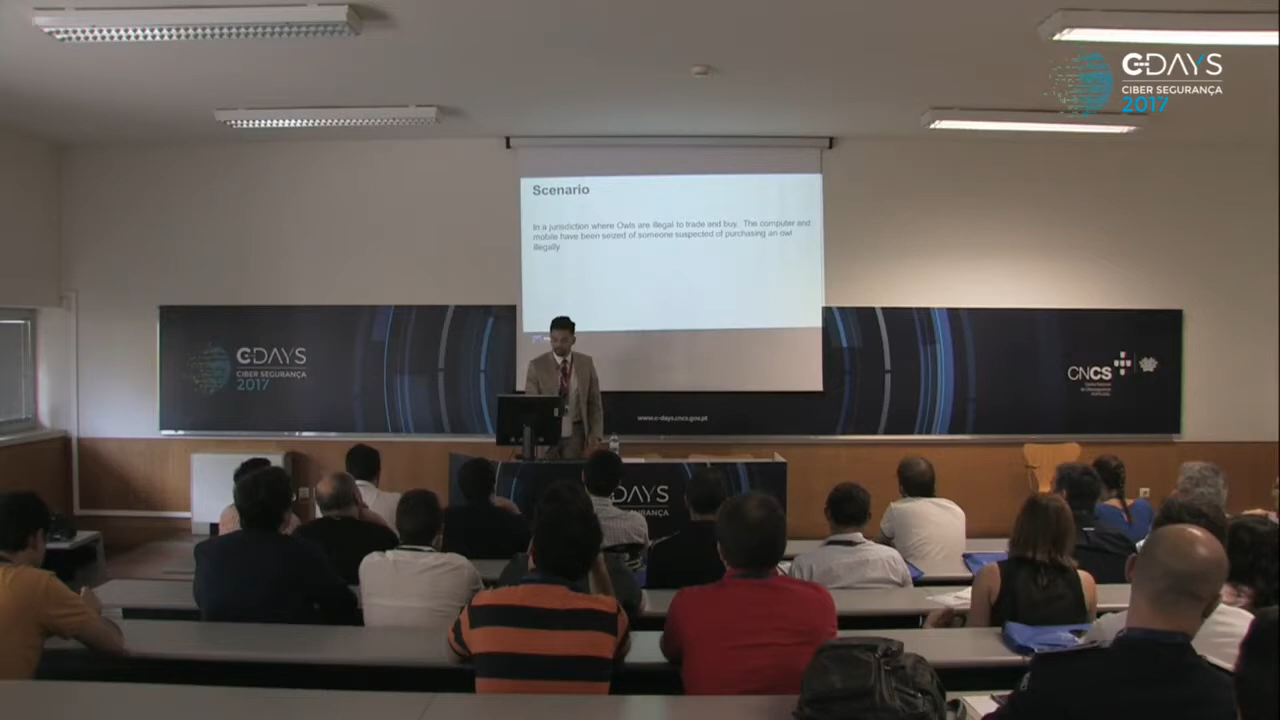 C-DAYS
CIBER SEGURANÇA
2017
Scenario
In a jurisdiction where Owls are illegal to trade and buy. The computer and
mobile have been seized of someone suspected of purchasing an owl
illegally
C-DAYS
CIBER SEGURANÇA
2017
CNCS
www.c-days.cncs.gov.pt
DAYS
GURANÇA